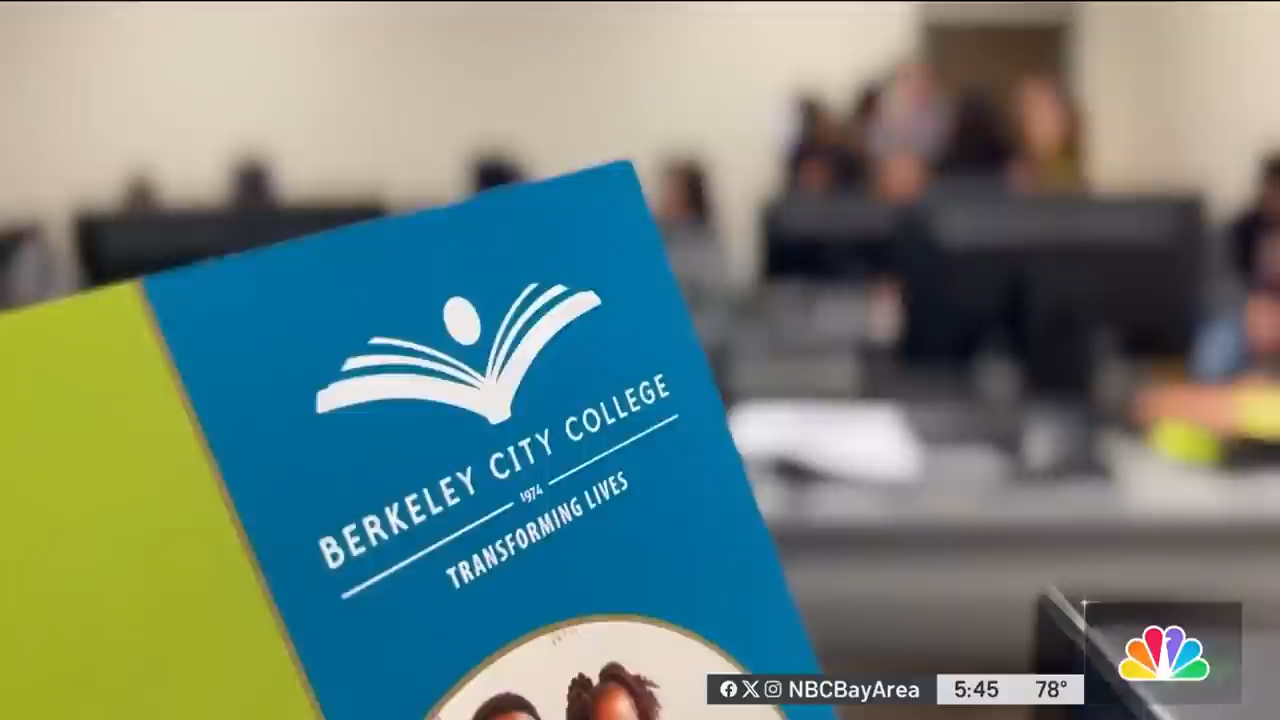 BERKELEY CITY COLLEGE
1974
TRANSFORMING LIVES
NBCBayArea
5:45 78°